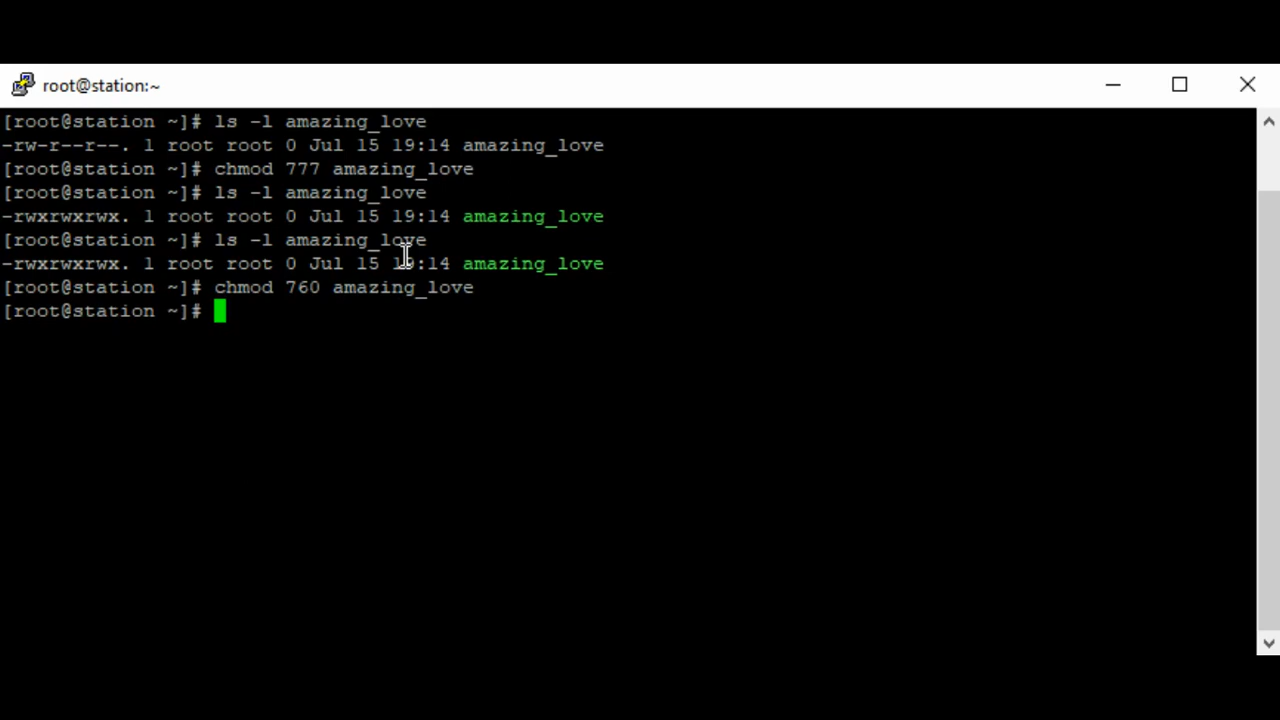 root@station:~
[root@station ~]# ls -l amazing_love
-rw-r--r--. 1 root root 0 Jul 15 19:14 amazing_love
[root@station ~]# chmod 777 amazing_love
[root@station ~]# ls -l amazing_love
-rwxrwxrwx. 1 root root 0 Jul 15 19:14 amazing_love
[root@station ~]# ls -l amazing_love
-rwxrwxrwx. 1 root root 0 Jul 15 19:14 amazing_love
[root@station ~]# chmod 760 amazing_love
[root@station ~]#